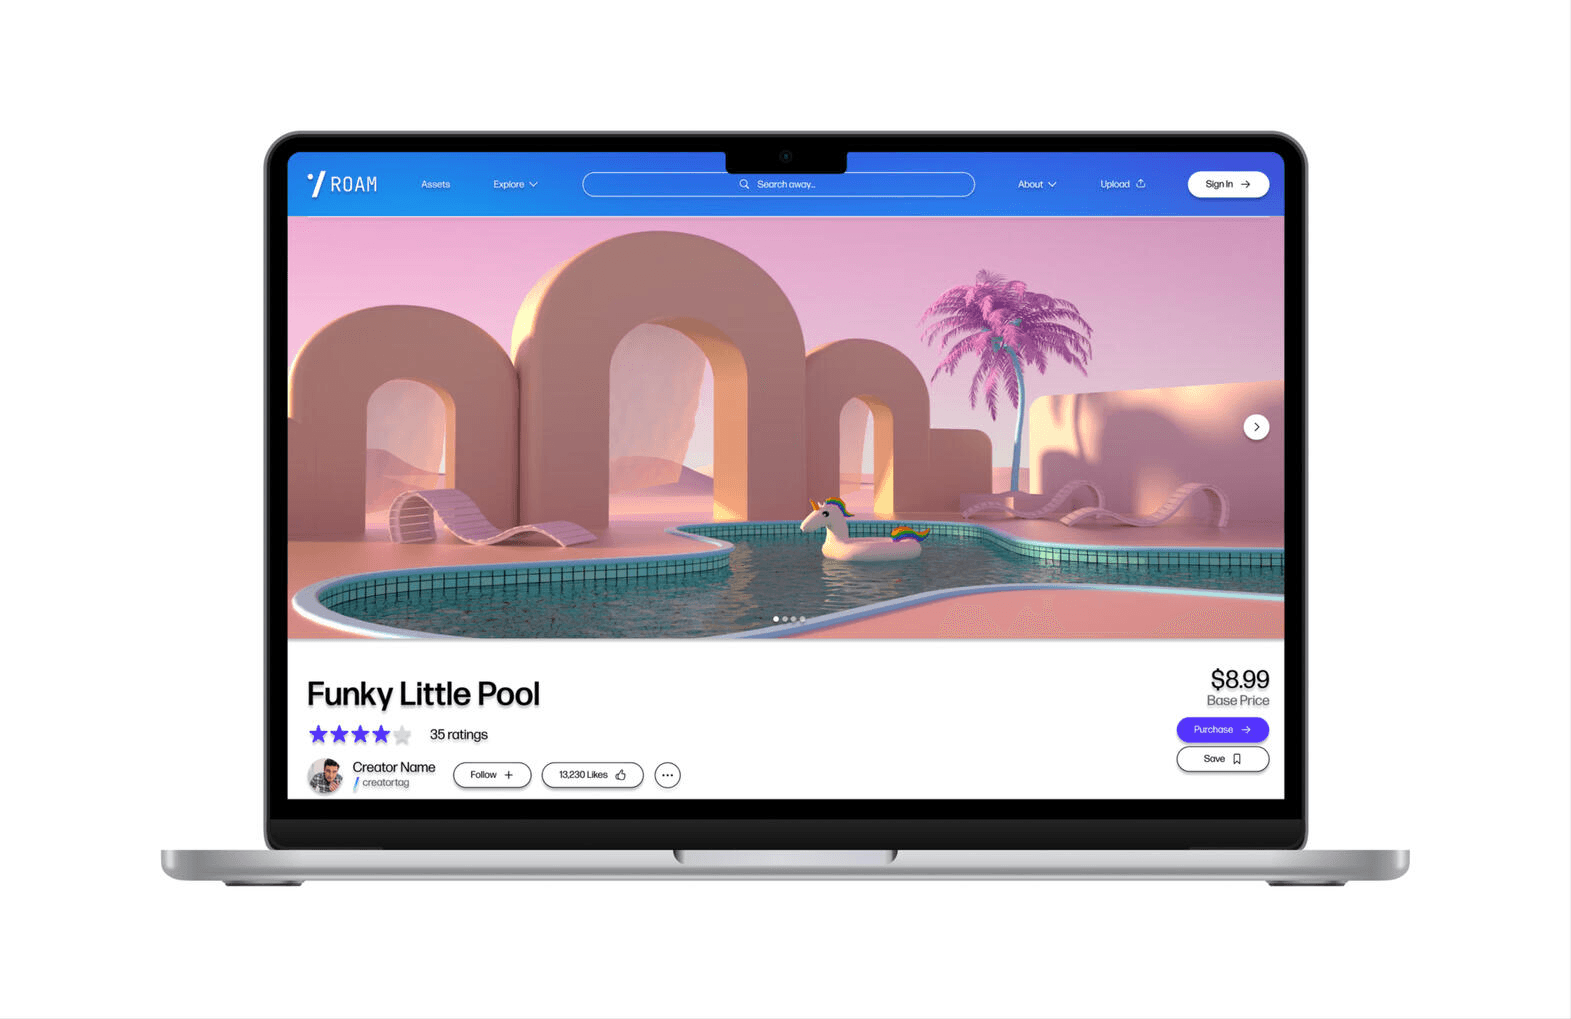 ROAM
Assets
Explore
Search away...
About
Upload
Sign In
Funky Little Pool
35 ratings
Creator Name
creatortag
Follow
13,230 Likes
$8.99
Base Price
Purchase
Save